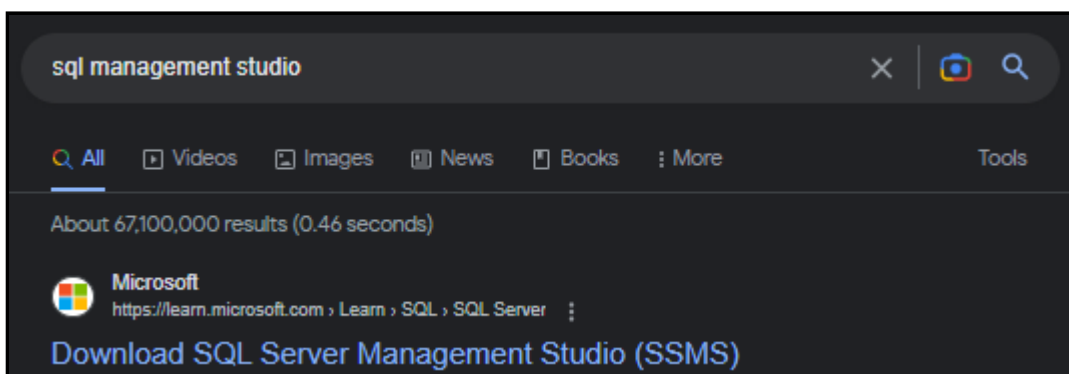 sql management studio
All Videos Images News Books More Tools
About 67,100,000 results (0.46 seconds)
Microsoft
https://learn.microsoft.com › Learn › SQL › SQL Server
Download SQL Server Management Studio (SSMS)